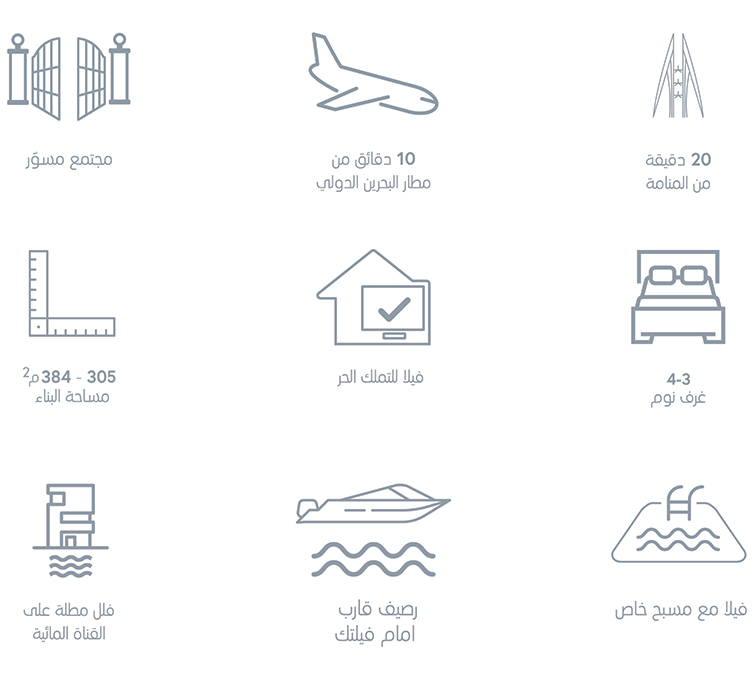 20 دقيقة
من المنامة
10 دقائق من
مطار البحرين الدولي
مجتمع مسوّر
4-3
غرف نوم
فيلا للتملك الحر
305 - 384 م²
مساحة البناء
فيلا مع مسبح خاص
رصيف قارب
امام فيلتك
فلل مطلة على
القناة المائية